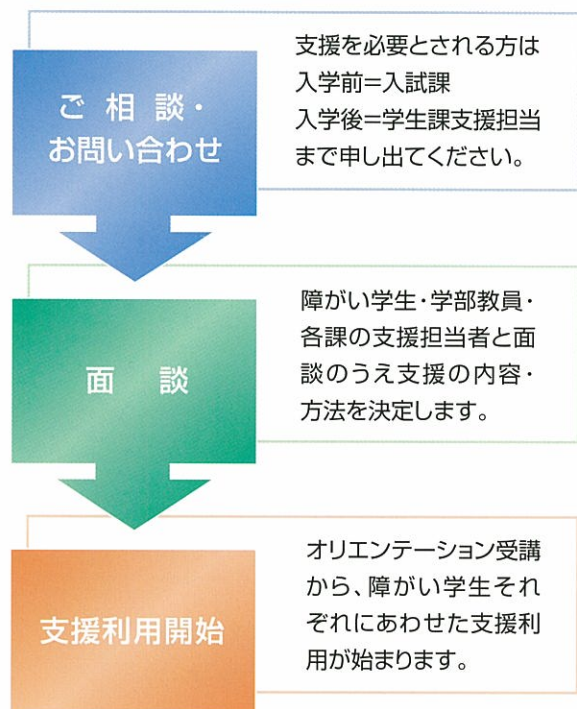 ご相談・
お問い合わせ
支援を必要とされる方は
入学前=入試課
入学後=学生課支援担当
まで申し出てください。
面談
障がい学生・学部教員・
各課の支援担当者と面
談のうえ支援の内容・
方法を決定します。
支援利用開始
オリエンテーション受講
から、障がい学生それ
ぞれにあわせた支援利
用が始まります。